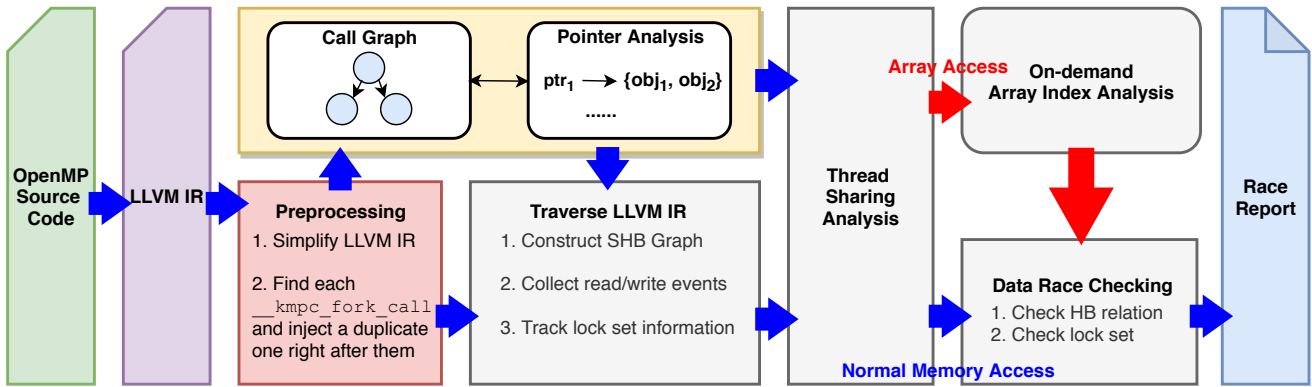 OpenMP
Source
Code
LLVM IR
Call Graph
Pointer Analysis
ptr1 {obj1, obj2}
......
Preprocessing
1. Simplify LLVM IR
2. Find each
__kmpc_fork_call
and inject a duplicate
one right after them
Traverse LLVM IR
1. Construct SHB Graph
2. Collect read/write events
3. Track lock set information
Thread
Sharing
Analysis
Array Access
On-demand
Array Index Analysis
Data Race Checking
1. Check HB relation
2. Check lock set
Normal Memory Access
Race
Report